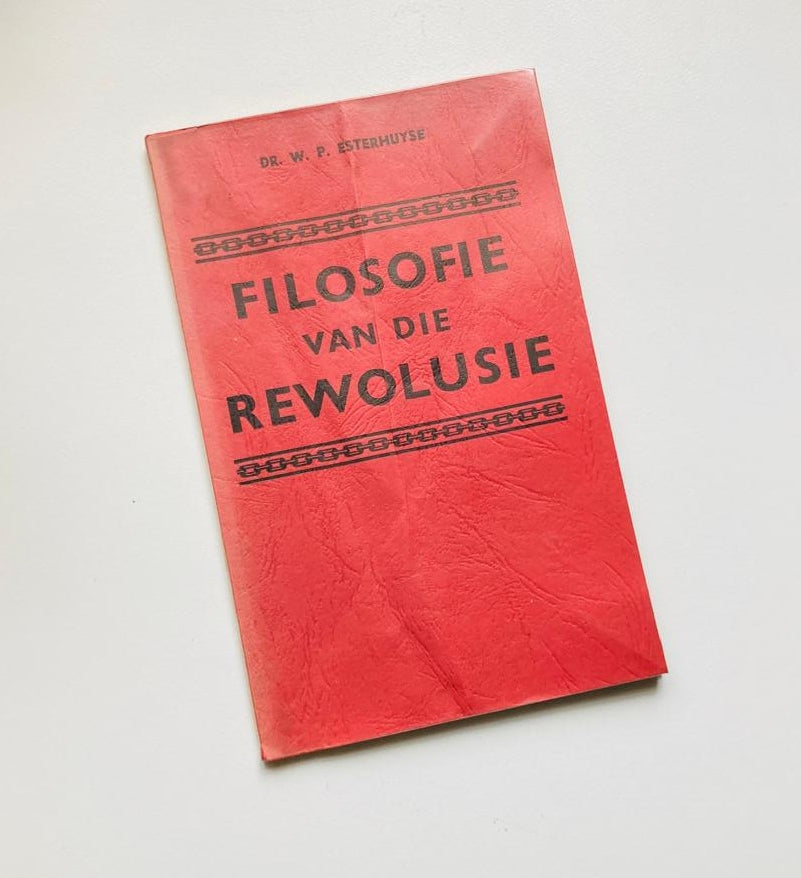 DR. W. P. ESTERHUYSE
FILOSOFIE
VAN DIE
REWOLUSIE